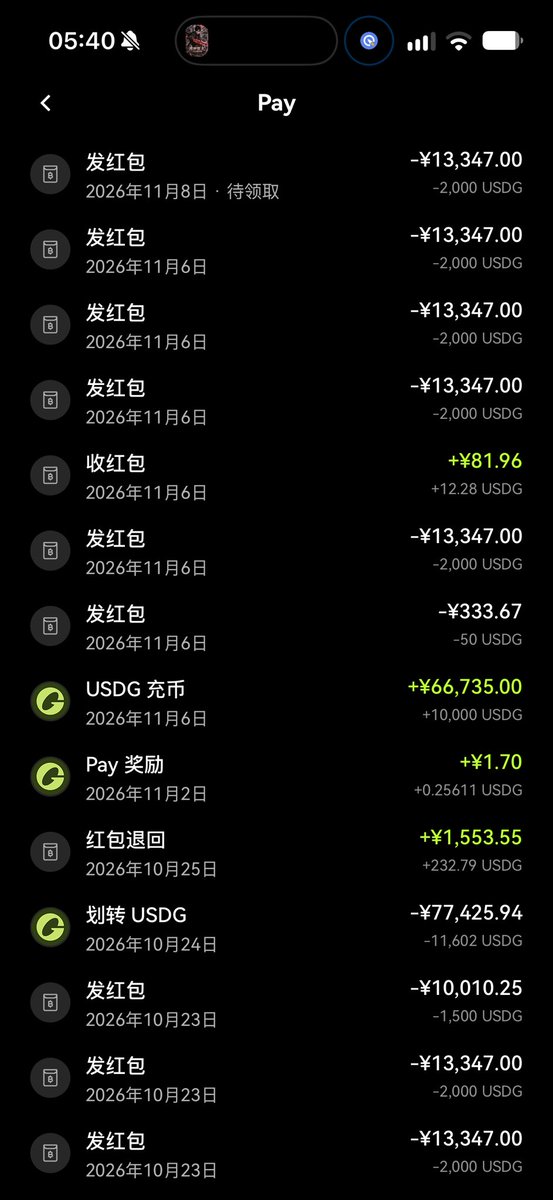 05:40
Pay
发红包
-¥13,347.00
2026年11月8日 · 待领取
-2,000 USDG
发红包
-¥13,347.00
2026年11月6日
-2,000 USDG
发红包
-¥13,347.00
2026年11月6日
-2,000 USDG
发红包
-¥13,347.00
2026年11月6日
-2,000 USDG
收红包
+¥81.96
2026年11月6日
+12.28 USDG
发红包
-¥13,347.00
2026年11月6日
-2,000 USDG
发红包
-¥333.67
2026年11月6日
-50 USDG
USDG 充币
+¥66,735.00
2026年11月6日
+10,000 USDG
Pay 奖励
+¥1.70
2026年11月2日
+0.25611 USDG
红包退回
+¥1,553.55
2026年10月25日
+232.79 USDG
划转 USDG
-¥77,425.94
2026年10月24日
-11,602 USDG
发红包
-¥10,010.25
2026年10月23日
-1,500 USDG
发红包
-¥13,347.00
2026年10月23日
-2,000 USDG
发红包
-¥13,347.00
2026年10月23日
-2,000 USDG